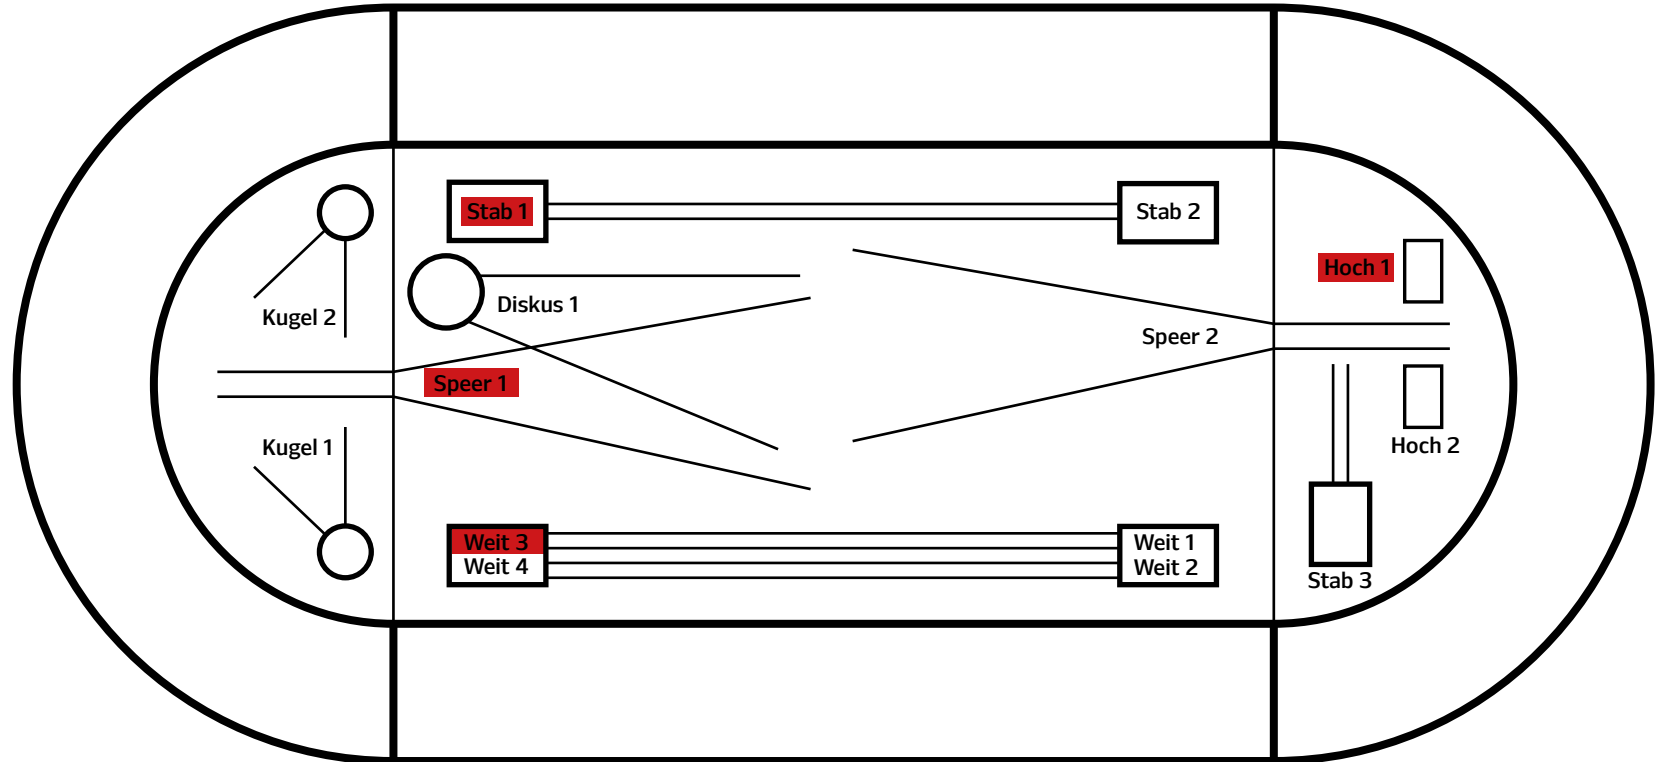 Stab 1
Stab 2
Hoch 1
Diskus 1
Kugel 2
Speer 2
Speer 1
Kugel 1
Hoch 2
Weit 3
Weit 4
Weit 1
Weit 2
Stab 3